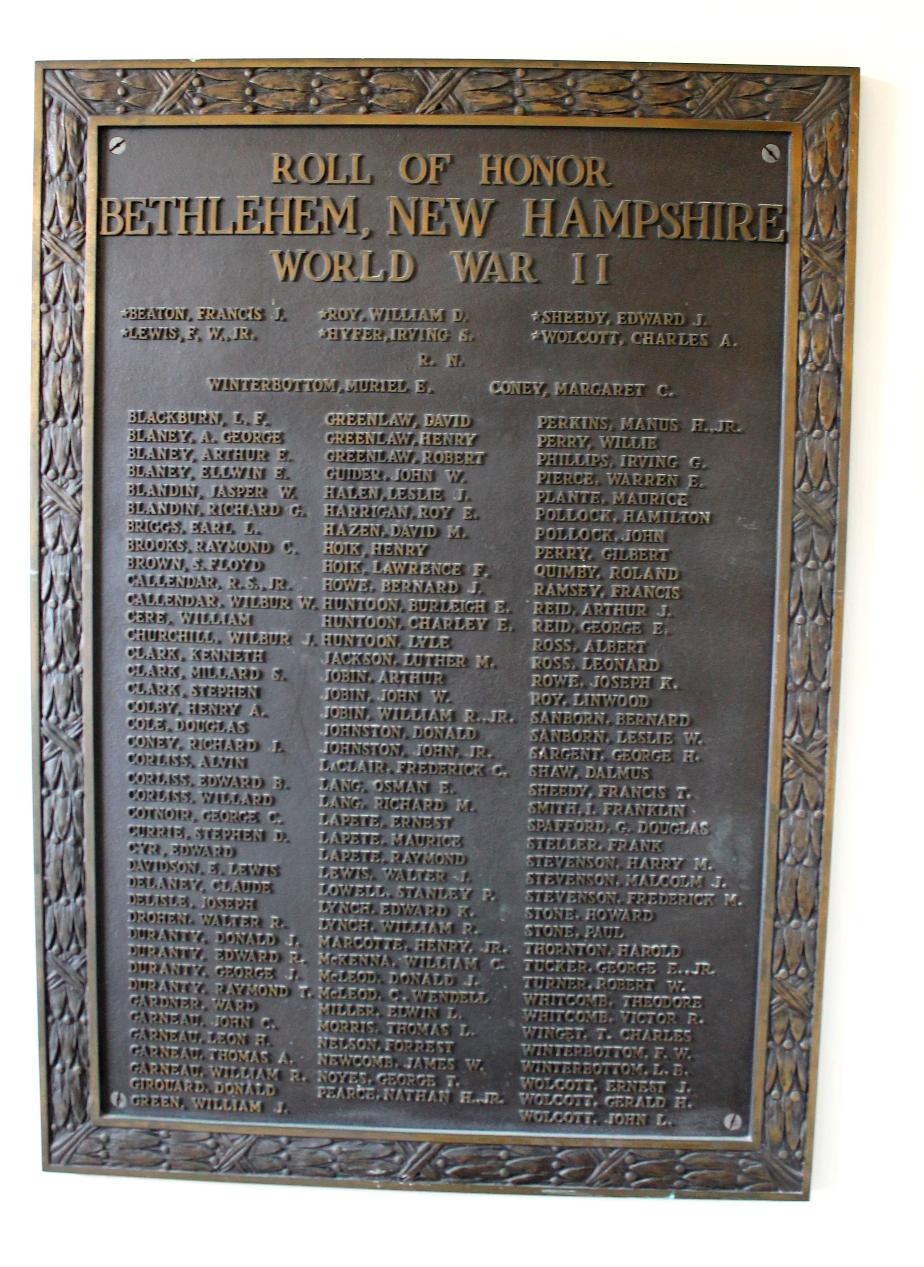 ROLL OF HONOR
BETHLEHEM, NEW HAMPSHIRE
WORLD WAR II
*BEATON, FRANCIS J. *ROY, WILLIAM D. *SHEEDY, EDWARD J.
*LEWIS, F. W., JR. *HYFER, IRVING S. *WOLCOTT, CHARLES A.
R. N.
WINTERBOTTOM, MURIEL B. CONEY, MARGARET C.
BLACKBURN, L. F.
BLANEY, A. GEORGE
BLANEY, ARTHUR E.
BLANEY, ELLWIN E.
BLANDIN, JASPER W.
BLANDIN, RICHARD G.
BRIGGS, EARL L.
BROOKS, RAYMOND C.
BROWN, S. FLOYD
CALLENDAR, R. S., JR.
CALLENDAR, WILBUR W.
CERE, WILLIAM
CHURCHILL, WILBUR J.
CLARK, KENNETH
CLARK, MILLARD S.
CLARK, STEPHEN
COLBY, HENRY A.
COLE, DOUGLAS
CONEY, RICHARD J.
CORLISS, ALVIN
CORLISS, EDWARD B.
CORLISS, WILLARD
COTNOIR, GEORGE C.
CURRIE, STEPHEN D.
CYR, EDWARD
DAVIDSON, E. LEWIS
DELANEY, CLAUDE
DELISLE, JOSEPH
DROHEN, WALTER R.
DURANTY, DONALD J.
DURANTY, EDWARD R.
DURANTY, GEORGE J.
DURANTY, RAYMOND T.
GARDNER, WARD
GARNEAU, JOHN C.
GARNEAU, LEON H.
GARNEAU, THOMAS A.
GARNEAU, WILLIAM R.
GIROUARD, DONALD
GREEN, WILLIAM J.
GREENLAW, DAVID
GREENLAW, HENRY
GREENLAW, ROBERT
GUIDER, JOHN W.
HALEN, LESLIE J.
HARRIGAN, ROY E.
HAZEN, DAVID M.
HOIK, HENRY
HOIK, LAWRENCE F.
HOWE, BERNARD J.
HUNTOON, BURLEIGH E.
HUNTOON, CHARLEY E.
HUNTOON, LYLE
JACKSON, LUTHER M.
JOBIN, ARTHUR
JOBIN, JOHN W.
JOBIN, WILLIAM R., JR.
JOHNSTON, DONALD
JOHNSTON, JOHN, JR.
LaCLAIR, FREDERICK C.
LANG, OSMAN E.
LANG, RICHARD M.
LAPETE, ERNEST
LAPETE, MAURICE
LAPETE, RAYMOND
LEWIS, WALTER J.
LOWELL, STANLEY P.
LYNCH, EDWARD K.
LYNCH, WILLIAM R.
MARCOTTE, HENRY, JR.
McKENNA, WILLIAM C.
McLEOD, DONALD J.
McLEOD, C. WENDELL
MILLER, ELWIN L.
MORRIS, THOMAS L.
NELSON, FORREST
NEWCOMB, JAMES W.
NOYES, GEORGE T.
PEARCE, NATHAN H., JR.
PERKINS, MANUS H., JR.
PERRY, WILLIE
PHILLIPS, IRVING G.
PIERCE, WARREN E.
PLANTE, MAURICE
POLLOCK, HAMILTON
POLLOCK, JOHN
PERRY, GILBERT
QUIMBY, ROLAND
RAMSEY, FRANCIS
REID, ARTHUR J.
REID, GEORGE E.
ROSS, ALBERT
ROSS, LEONARD
ROWE, JOSEPH K.
ROY, LINWOOD
SANBORN, BERNARD
SANBORN, LESLIE W.
SARGENT, GEORGE H.
SHAW, DALMUS
SHEEDY, FRANCIS T.
SMITH, J. FRANKLIN
SPAFFORD, G. DOUGLAS
STELLER, FRANK
STEVENSON, HARRY M.
STEVENSON, MALCOLM J.
STEVENSON, FREDERICK M.
STONE, HOWARD
STONE, PAUL
THORNTON, HAROLD
TUCKER, GEORGE E., JR.
TURNER, ROBERT W.
WHITCOMB, THEODORE
WHITCOMB, VICTOR R.
WINGET, T. CHARLES
WINTERBOTTOM, F. W.
WINTERBOTTOM, L. B.
WOLCOTT, ERNEST J.
WOLCOTT, GERALD H.
WOLCOTT, JOHN L.